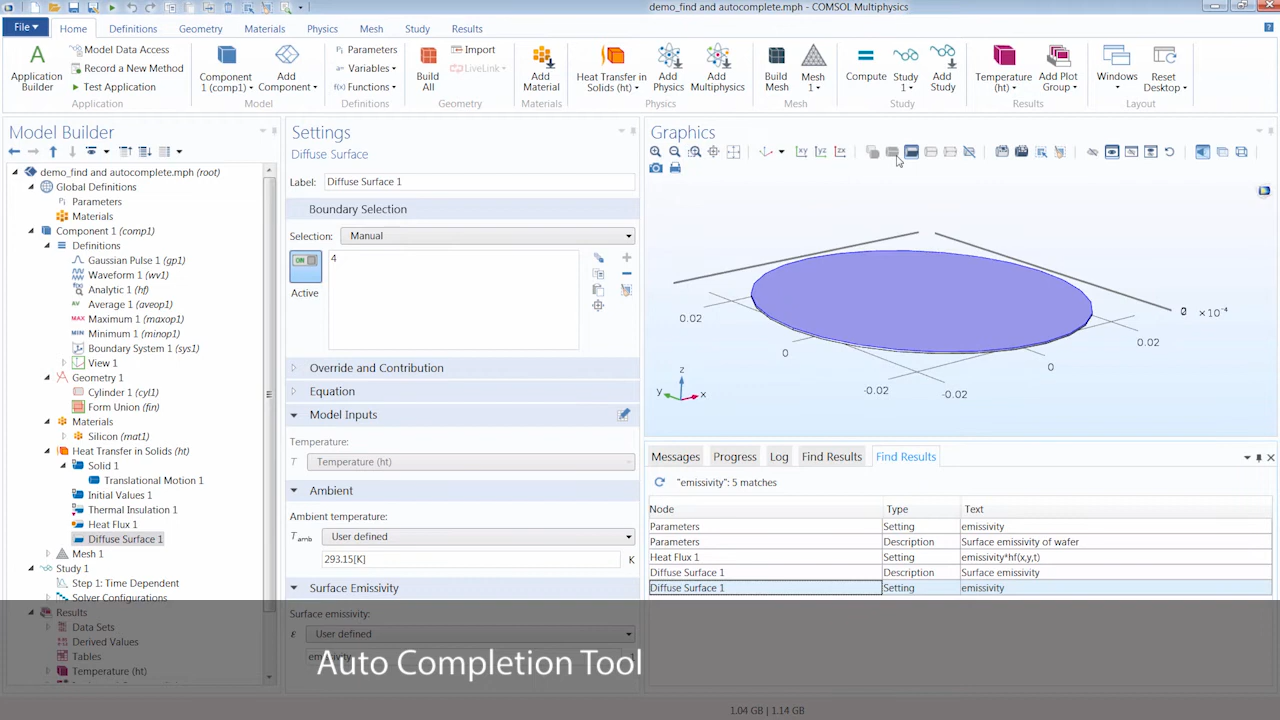 demo_find and autocomplete.mph - COMSOL Multiphysics
File Home Definitions Geometry Materials Physics Mesh Study Results
Application Builder
Model Data Access
Record a New Method
Test Application
Application
Component 1 (comp1)
Add Component
Model
Pi Parameters
a= Variables
f(x) Functions
Definitions
Build All
Import
LiveLink
Geometry
Add Material
Materials
Heat Transfer in Solids (ht)
Add Physics
Add Multiphysics
Physics
Build Mesh
Mesh 1
Mesh
Compute
Study 1
Add Study
Study
Temperature (ht)
Add Plot Group
Results
Windows
Reset Desktop
Layout
Model Builder
demo_find and autocomplete.mph (root)
Global Definitions
Pi Parameters
Materials
Component 1 (comp1)
Definitions
Gaussian Pulse 1 (gp1)
Waveform 1 (wv1)
Analytic 1 (hf)
AV Average 1 (aveop1)
MAX Maximum 1 (maxop1)
MIN Minimum 1 (minop1)
Boundary System 1 (sys1)
View 1
Geometry 1
Cylinder 1 (cyl1)
Form Union (fin)
Materials
Silicon (mat1)
Heat Transfer in Solids (ht)
Solid 1
Translational Motion 1
Initial Values 1
Thermal Insulation 1
Heat Flux 1
Diffuse Surface 1
Mesh 1
Study 1
Step 1: Time Dependent
Solver Configurations
Results
Data Sets
Derived Values
Tables
Temperature (ht)
Settings
Diffuse Surface
Label: Diffuse Surface 1
Boundary Selection
Selection: Manual
ON
Active
4
Override and Contribution
Equation
Model Inputs
Temperature:
T Temperature (ht)
Ambient
Ambient temperature:
Tamb User defined
293.15[K] K
Surface Emissivity
Surface emissivity:
ε User defined
Auto Completion Tool
Graphics
xy yz zx
0.02
0
-0.02
-0.02
0
0.02
0 ×10⁻⁴
z
y x
Messages Progress Log Find Results Find Results
"emissivity": 5 matches
Node Type Text
Parameters Setting emissivity
Parameters Description Surface emissivity of wafer
Heat Flux 1 Setting emissivity*hf(x,y,t)
Diffuse Surface 1 Description Surface emissivity
Diffuse Surface 1 Setting emissivity
1.04 GB | 1.14 GB